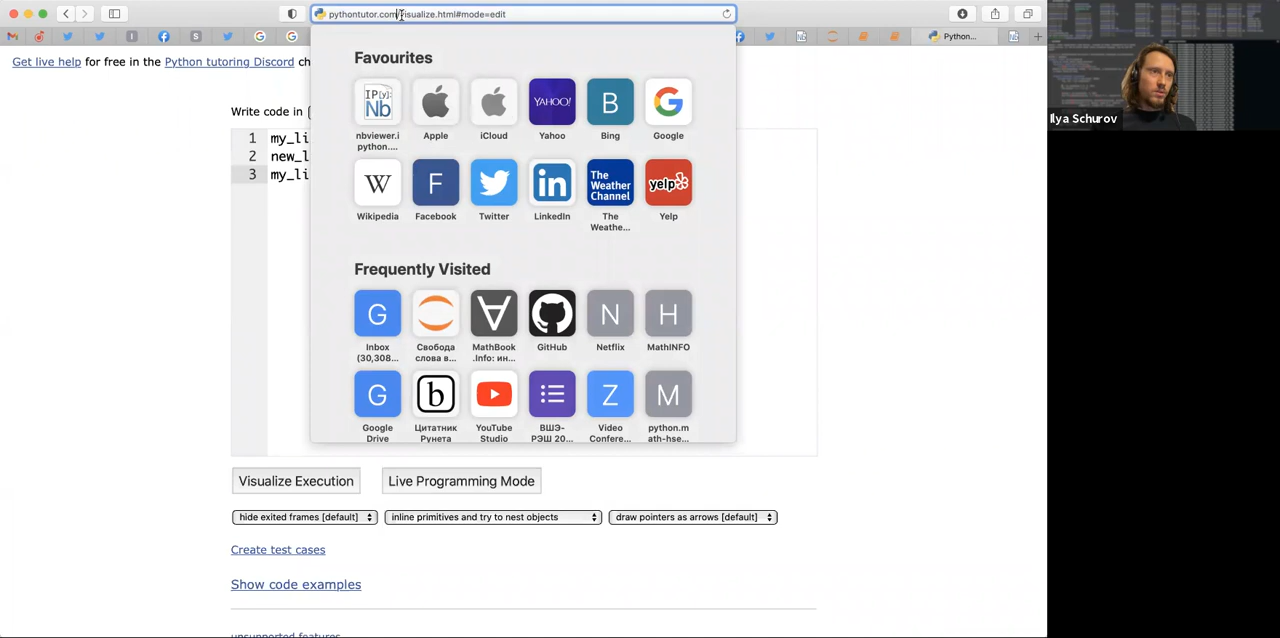 pythontutor.com/visualize.html#mode=edit
Python...
Get live help for free in the Python tutoring Discord ch
Favourites
IP[y]:
Nb
YAHOO!
B
G
nbviewer.i
python....
Apple
iCloud
Yahoo
Bing
Google
W
F
in
The
Weather
Channel
yelp
Wikipedia
Facebook
Twitter
LinkedIn
The
Weathe...
Yelp
Frequently Visited
G
N
H
Inbox
(30,308...
Свобода
слова в...
MathBook
.Info: ин...
GitHub
Netflix
MathINFO
G
b
Z
M
Google
Drive
Цитатник
Рунета
YouTube
Studio
ВШЭ-
РЭШ 20...
Video
Confere...
python.m
ath-hse...
Write code in
1 my_li
2 new_l
3 my_li
Visualize Execution
Live Programming Mode
hide exited frames [default]
inline primitives and try to nest objects
draw pointers as arrows [default]
Create test cases
Show code examples
unsupported features
Ilya Schurov